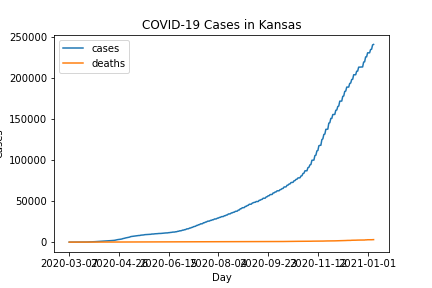 COVID-19 Cases in Kansas
cases
deaths
250000
200000
150000
100000
50000
0
Cases
2020-03-07 2020-04-26 2020-06-15 2020-08-04 2020-09-23 2020-11-12 2021-01-01
Day